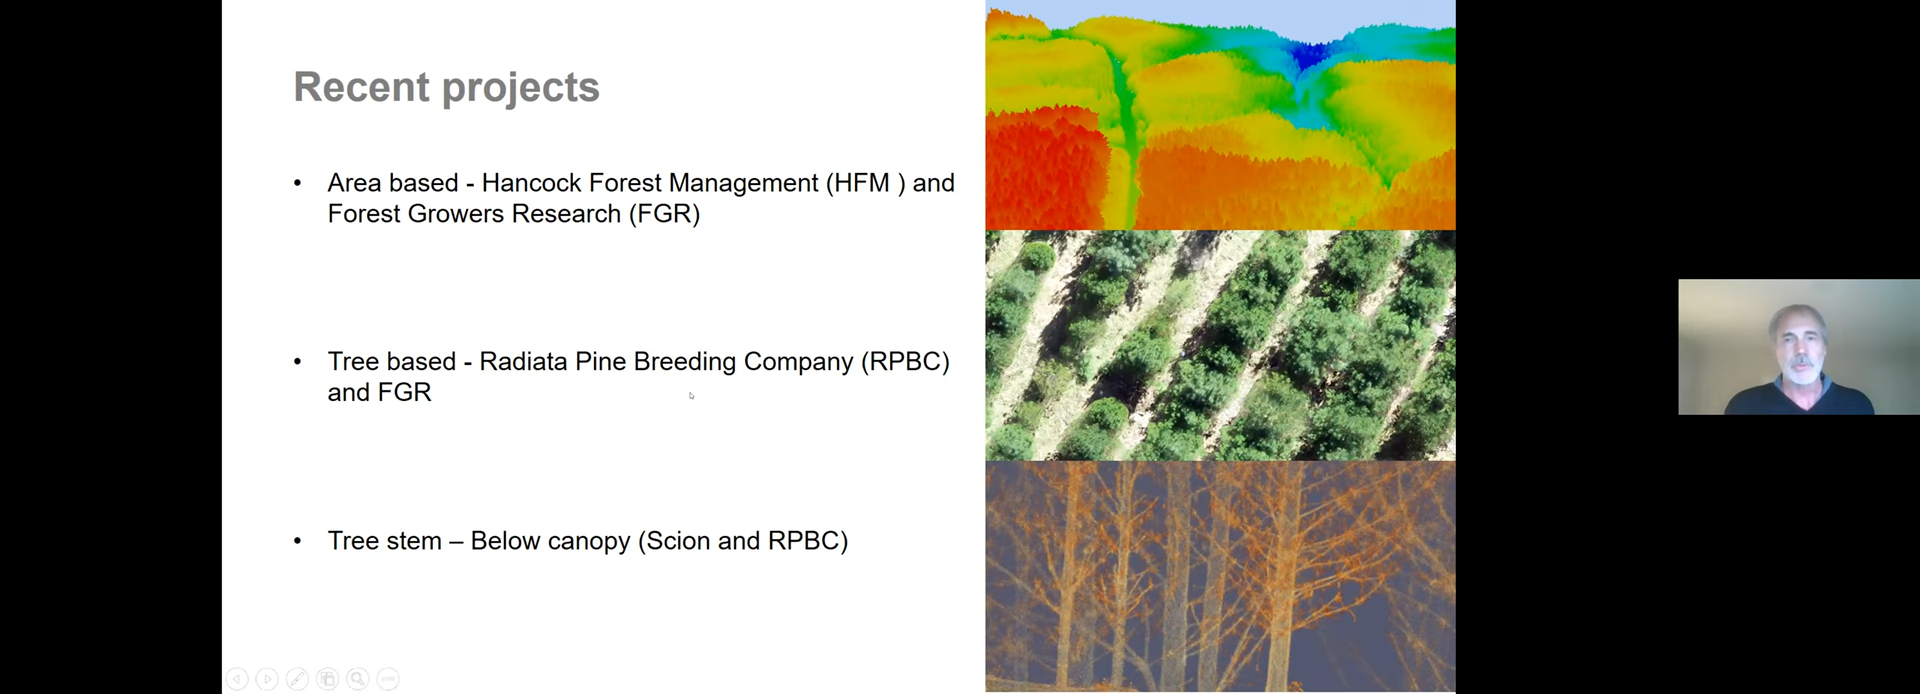 Recent projects
• Area based - Hancock Forest Management (HFM ) and
Forest Growers Research (FGR)
• Tree based - Radiata Pine Breeding Company (RPBC)
and FGR
• Tree stem – Below canopy (Scion and RPBC)